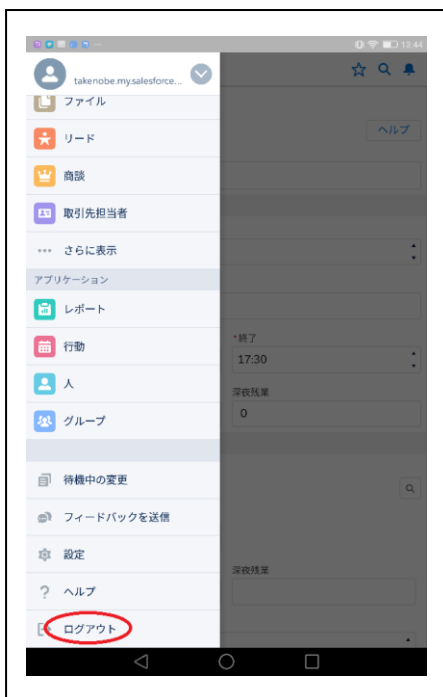 13:44
takenobe.my.salesforce...
ファイル
ヘルプ
リード
商談
取引先担当者
さらに表示
アプリケーション
レポート
行動
*終了
17:30
人
深夜残業
0
グループ
待機中の変更
フィードバックを送信
設定
深夜残業
ヘルプ
ログアウト